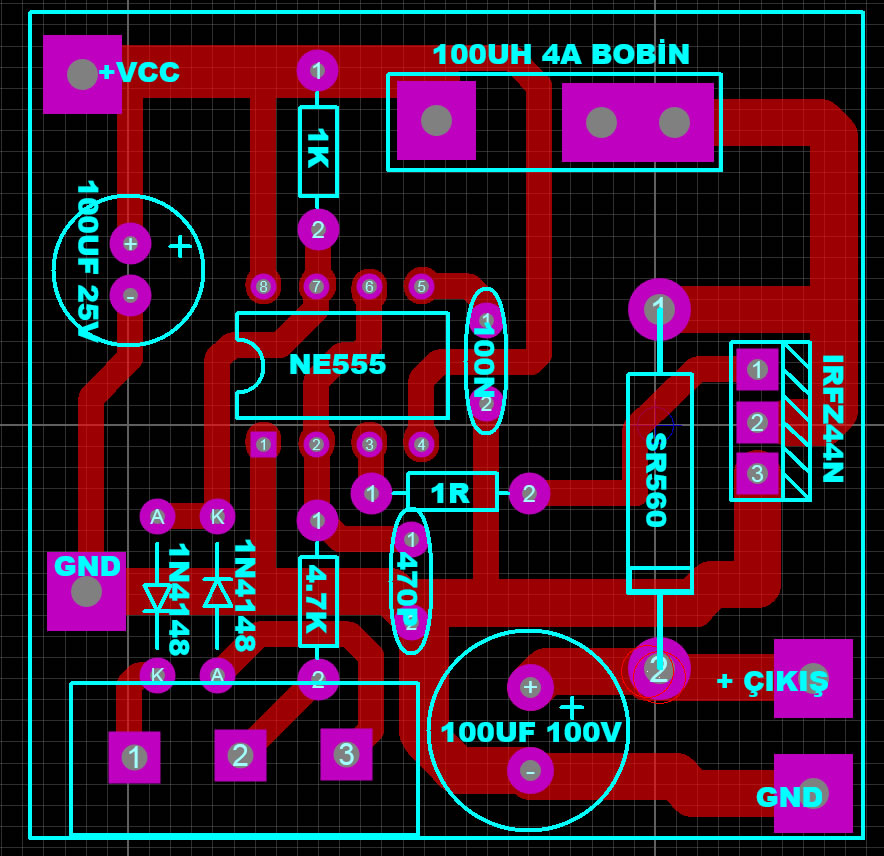 100UH 4A BOBİN
+VCC
1
1K
2
100UF 25V
+
+
-
8
7
6
5
1
100N
2
NE555
1
2
3
4
1
SR560
2
1
2
3
IRFZ44N
1
1R
2
A
K
1N4148
1N4148
K
A
1
4.7K
2
1
470P
2
GND
+
+
100UF 100V
-
+ ÇIKIŞ
GND
1
2
3